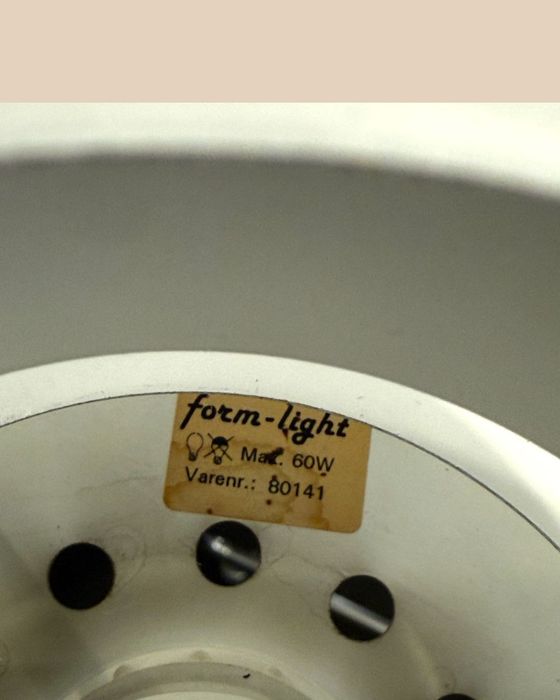 form-light
Max. 60W
Varenr.: 80141